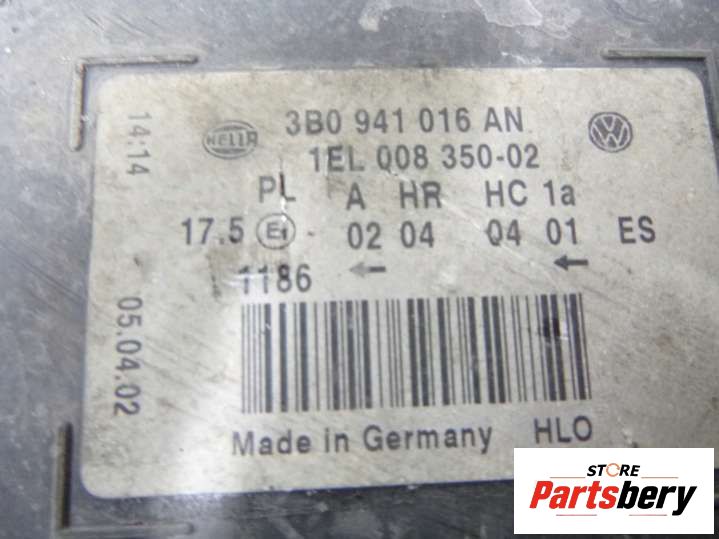 14:14
HELLA
3B0 941 016 AN
1EL 008 350-02
PL A HR HC 1a
17.5 E1 - 02 04 04 01 ES
1186
05.04.02
Made in Germany HLO
STORE
Partsbery